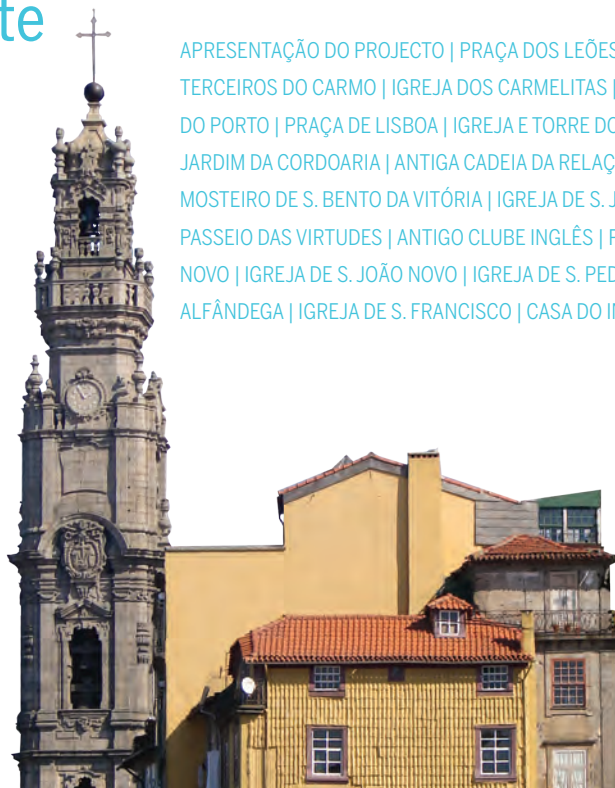 te
APRESENTAÇÃO DO PROJECTO | PRAÇA DOS LEÕES
TERCEIROS DO CARMO | IGREJA DOS CARMELITAS |
DO PORTO | PRAÇA DE LISBOA | IGREJA E TORRE DO
JARDIM DA CORDOARIA | ANTIGA CADEIA DA RELAÇ
MOSTEIRO DE S. BENTO DA VITÓRIA | IGREJA DE S. J
PASSEIO DAS VIRTUDES | ANTIGO CLUBE INGLÊS |
NOVO | IGREJA DE S. JOÃO NOVO | IGREJA DE S. PED
ALFÂNDEGA | IGREJA DE S. FRANCISCO | CASA DO